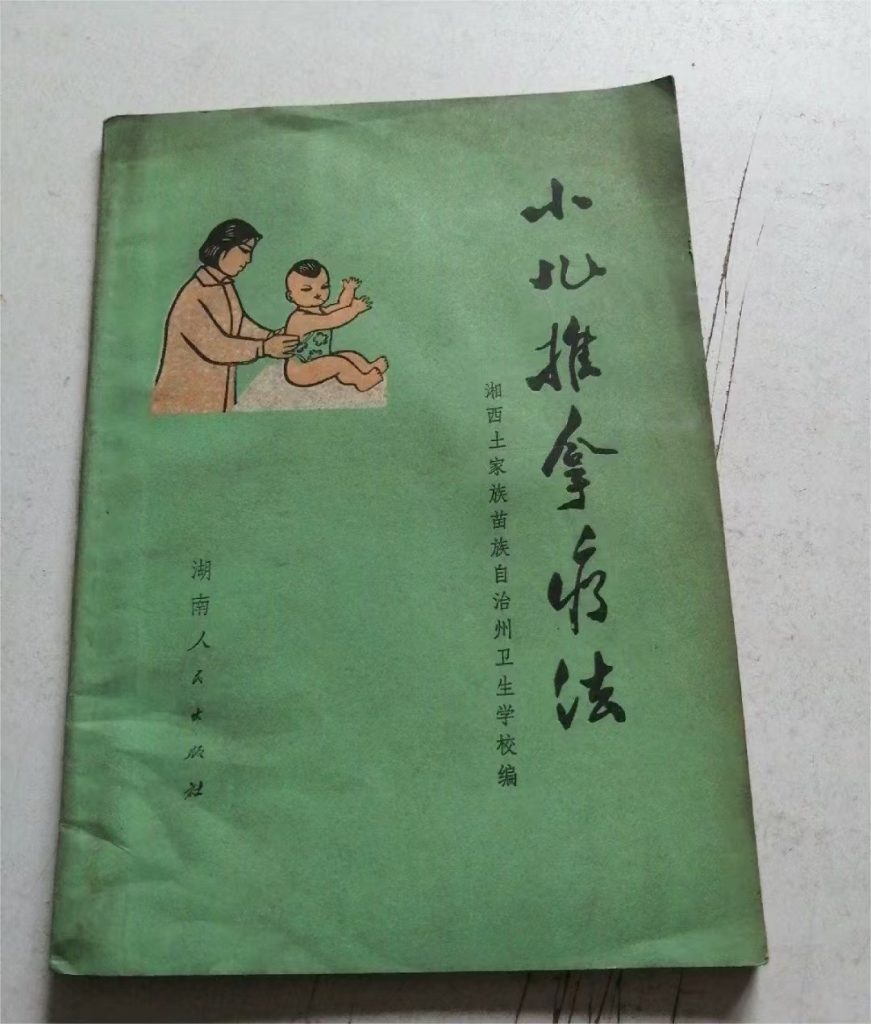 小儿推拿疗法
湘西土家族苗族自治州卫生学校编
湖南人民出版社